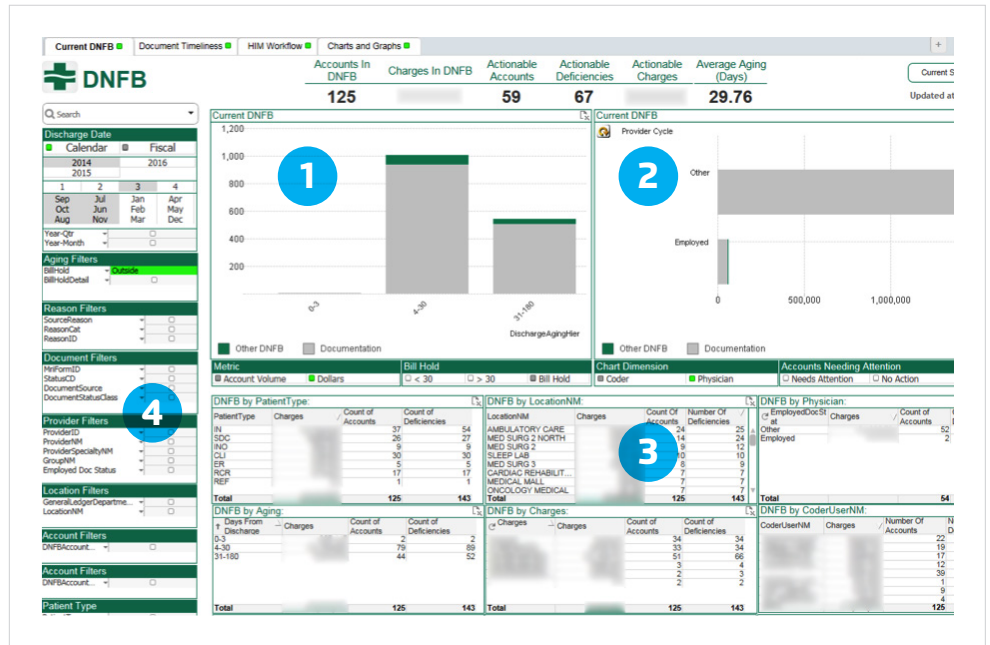 Current DNFB
Document Timeliness
HIM Workflow
Charts and Graphs
+
DNFB
Accounts In DNFB
125
Charges In DNFB
Actionable Accounts
59
Actionable Deficiencies
67
Actionable Charges
Average Aging (Days)
29.76
Current S
Updated at
Search
Discharge Date
Calendar Fiscal
2014 2016
2015
1 2 3 4
Sep Jul Jan Apr
Oct Jun Feb May
Aug Nov Mar Dec
Year-Qtr
Year-Month
Aging Filters
BillHold Outside
BillHoldDetail
Reason Filters
SourceReason
ReasonCat
ReasonID
Document Filters
MriFormID
StatusCD
DocumentSource
DocumentStatusClass
4
Provider Filters
ProviderID
ProviderNM
ProviderSpecialtyNM
GroupNM
Employed Doc Status
Location Filters
GeneralLedgerDepartme...
LocationNM
Account Filters
DNFBAccount...
Account Filters
DNFBAccount...
Patient Type
Current DNFB
1,200
1,000
800
600
400
200
1
0-3
4-30
31-180
DischargeAgingHier
Other DNFB Documentation
Current DNFB
Provider Cycle
2
Other
Employed
0 500,000 1,000,000
Other DNFB Documentation
Metric
Account Volume Dollars
Bill Hold
< 30 > 30 Bill Hold
Chart Dimension
Coder Physician
Accounts Needing Attention
Needs Attention No Action
DNFB by PatientType:
PatientType Charges Count of Accounts Count of Deficiencies
IN 37 54
SDC 26 27
INO 9 9
CLI 30 30
ER 5 5
RCR 17 17
REF 1 1
Total 125 143
DNFB by LocationNM:
LocationNM Charges Count Of Accounts Number Of Deficiencies
AMBULATORY CARE 24 25
MED SURG 2 NORTH 14 24
MED SURG 2 9 12
SLEEP LAB 10 10
MED SURG 3 8 9
CARDIAC REHABILIT... 7 7
MEDICAL MALL 7 7
ONCOLOGY MEDICAL 7 7
Total 125 143
3
DNFB by Physician:
EmployedDocStat Charges Count of Accounts
Other 52
Employed 2
Total 54
DNFB by Aging:
Days From Discharge Charges Count of Accounts Count of Deficiencies
0-3 2 2
4-30 79 89
31-180 44 52
Total 125 143
DNFB by Charges:
Charges Charges Count of Accounts Count of Deficiencies
34 34
33 34
51 66
3 4
2 3
2 2
Total 125 143
DNFB by CoderUserNM:
CoderUserNM Charges Number Of Accounts
22
19
17
12
39
1
9
4
125